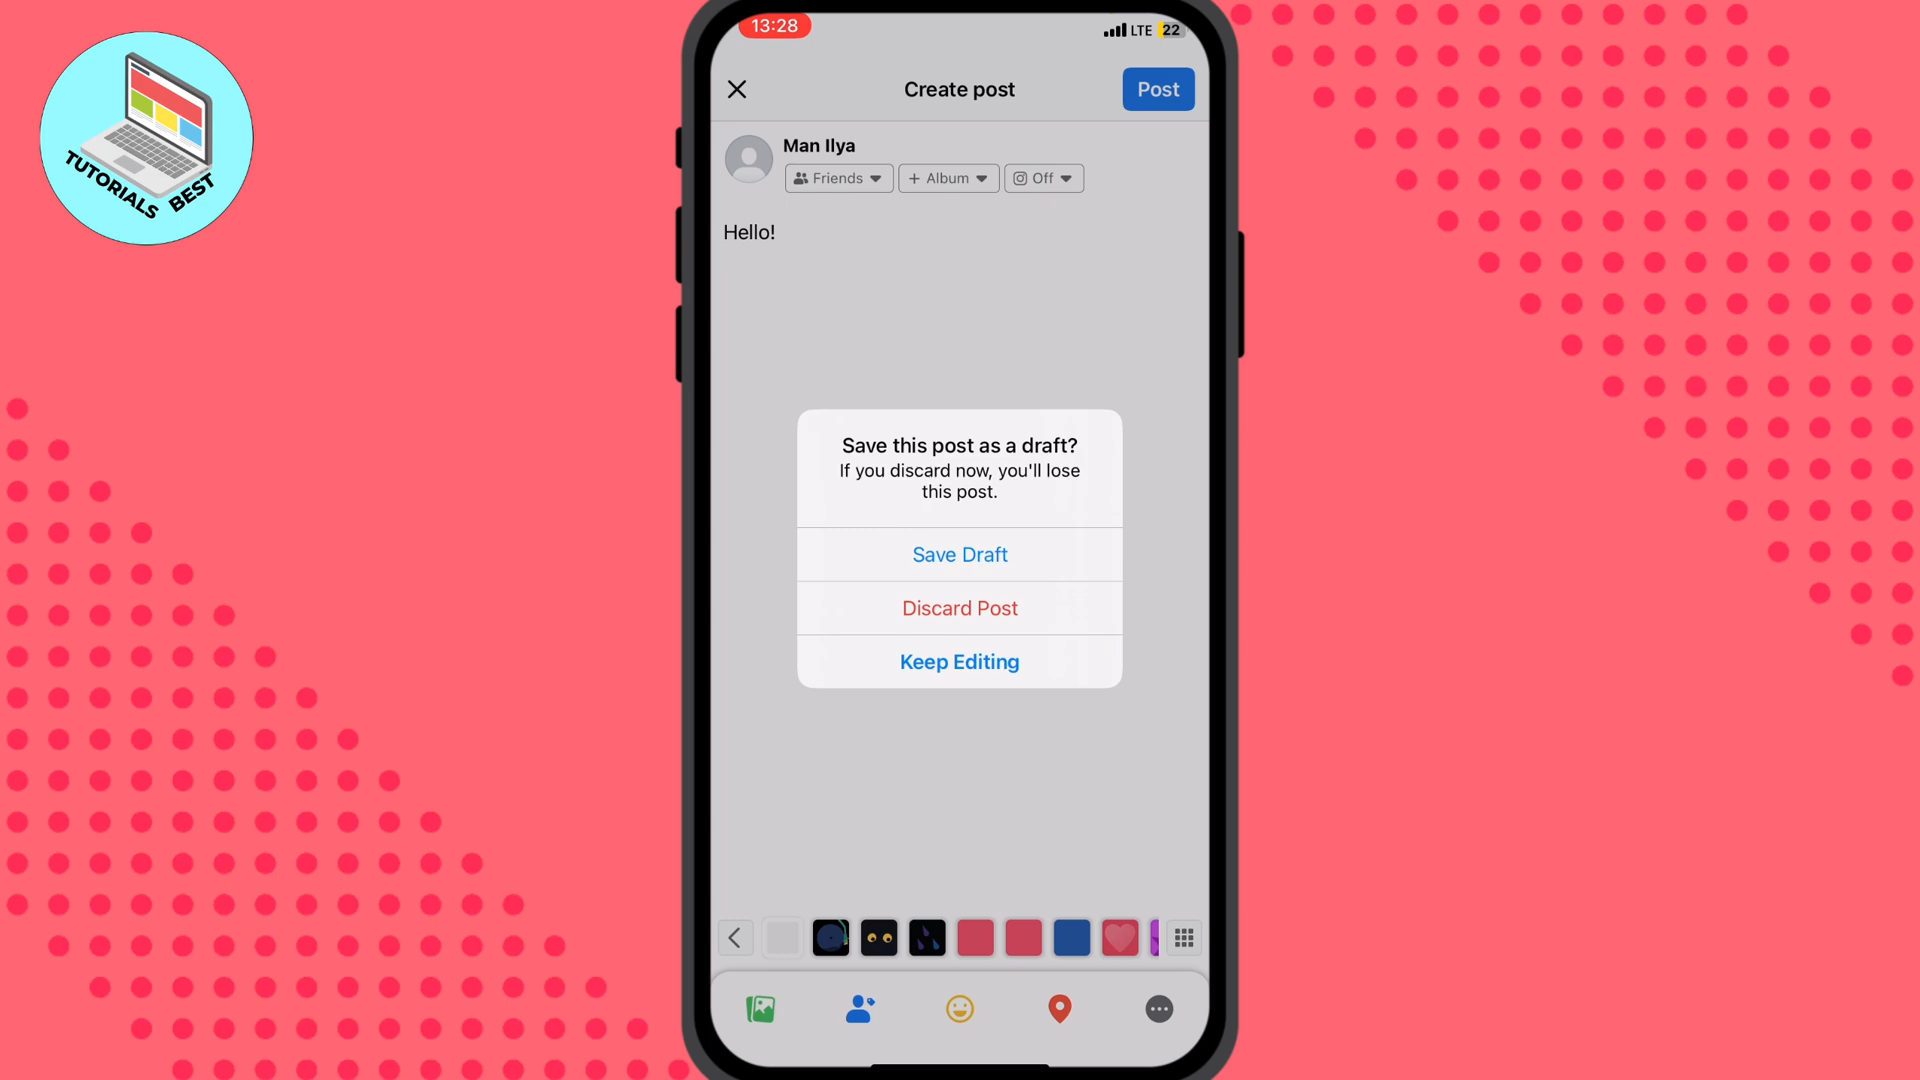 TUTORIALS BEST
13:28
LTE 22
Create post
Post
Man Ilya
Friends
+ Album
Off
Hello!
Save this post as a draft?
If you discard now, you'll lose
this post.
Save Draft
Discard Post
Keep Editing